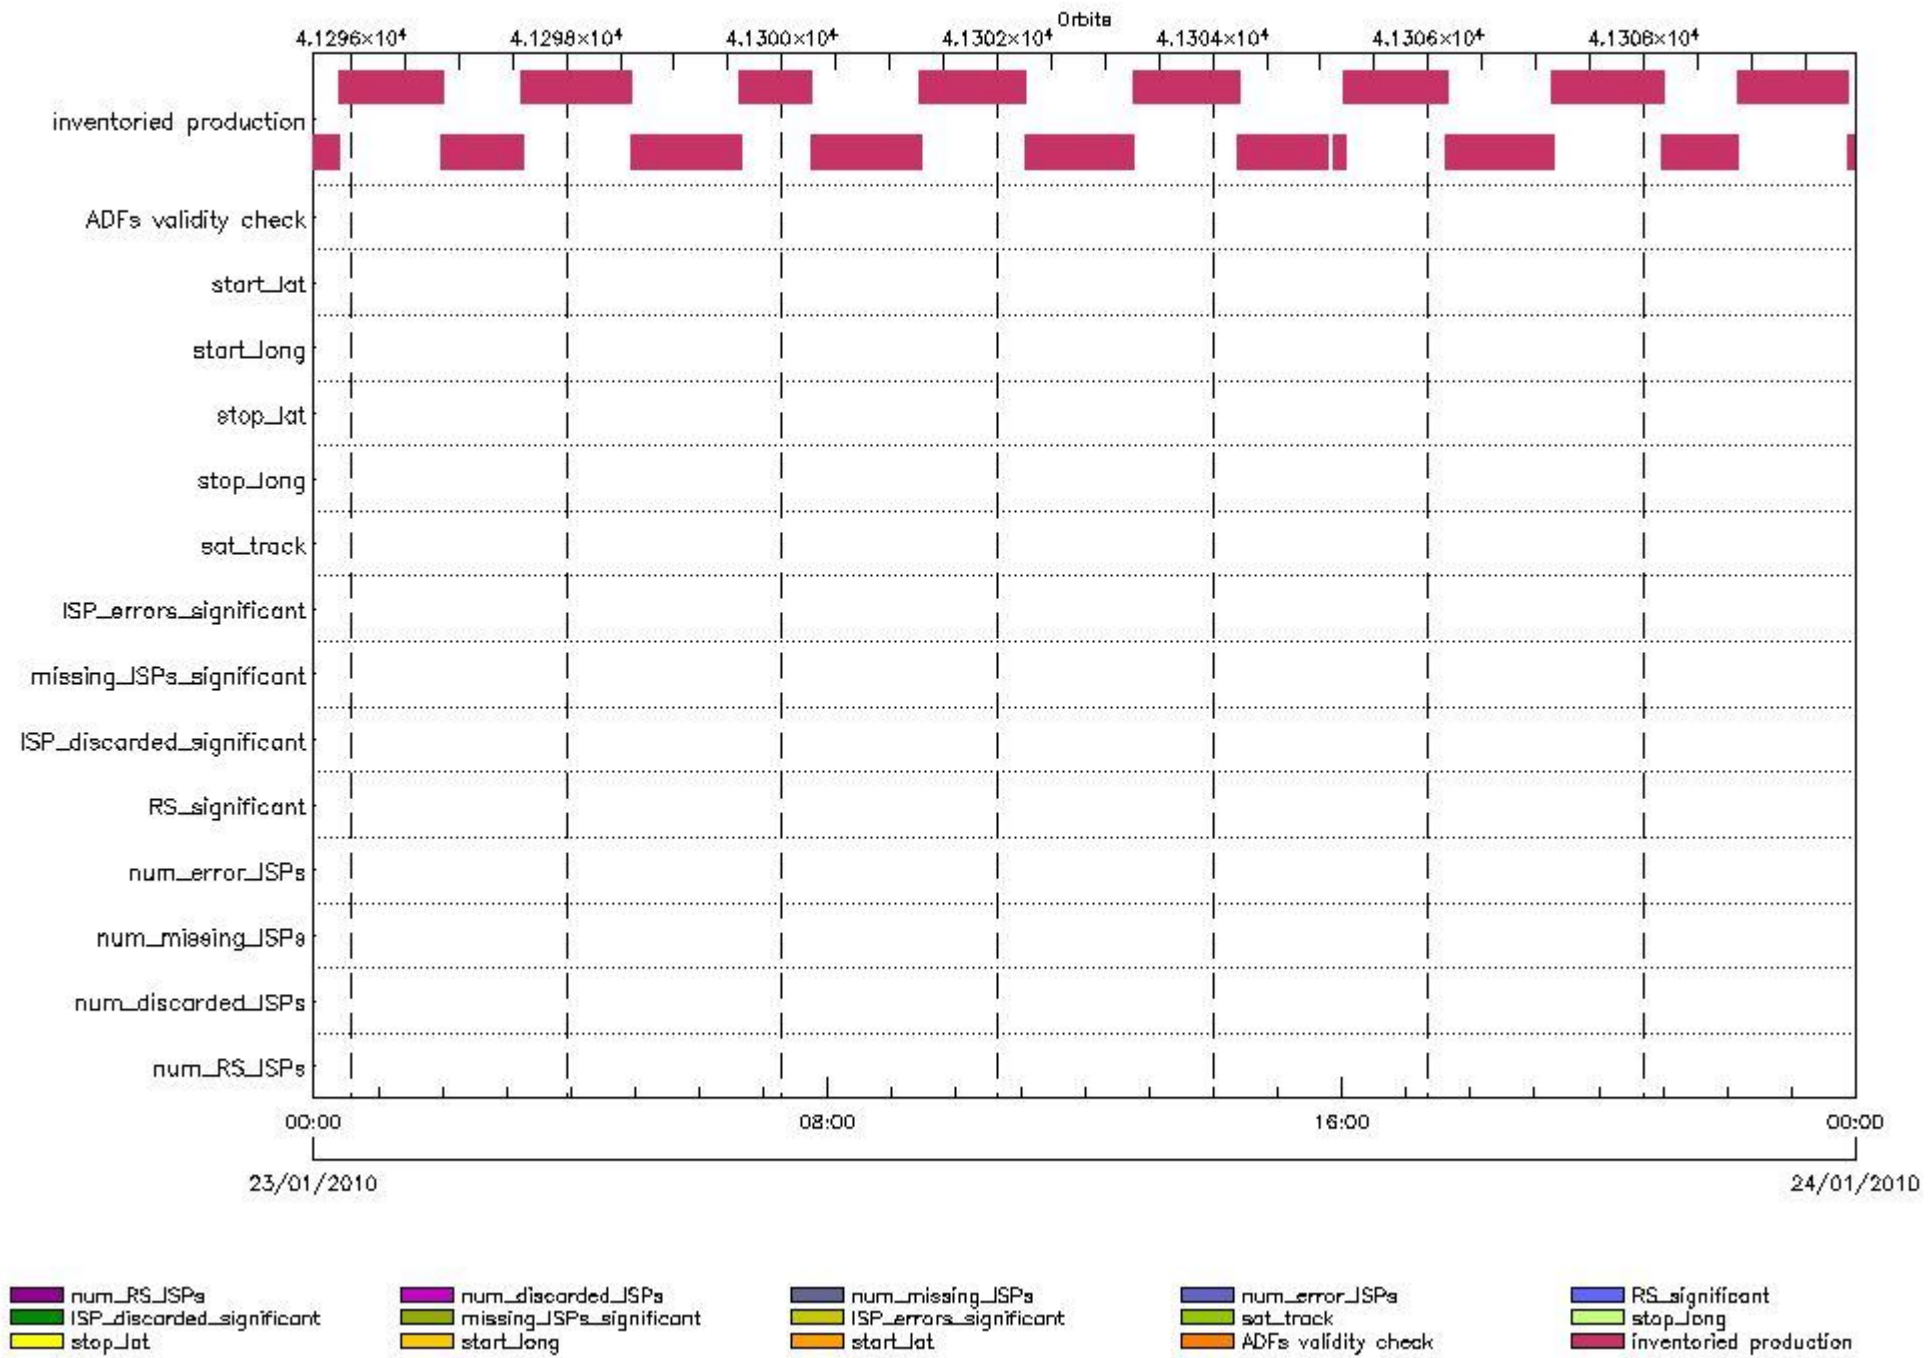 Orbits
4.1296×10⁴ 4.1298×10⁴ 4.1300×10⁴ 4.1302×10⁴ 4.1304×10⁴ 4.1306×10⁴ 4.1308×10⁴
inventoried production
ADFs validity check
start_lat
start_long
stop_lat
stop_long
sat_track
ISP_errors_significant
missing_ISPs_significant
ISP_discarded_significant
RS_significant
num_error_ISPs
num_missing_ISPs
num_discarded_ISPs
num_RS_ISPs
00:00 08:00 16:00 00:00
23/01/2010 24/01/2010
num_RS_ISPs num_discarded_ISPs num_missing_ISPs num_error_ISPs RS_significant
ISP_discarded_significant missing_ISPs_significant ISP_errors_significant sat_track stop_long
stop_lat start_long start_lat ADFs validity check inventoried production